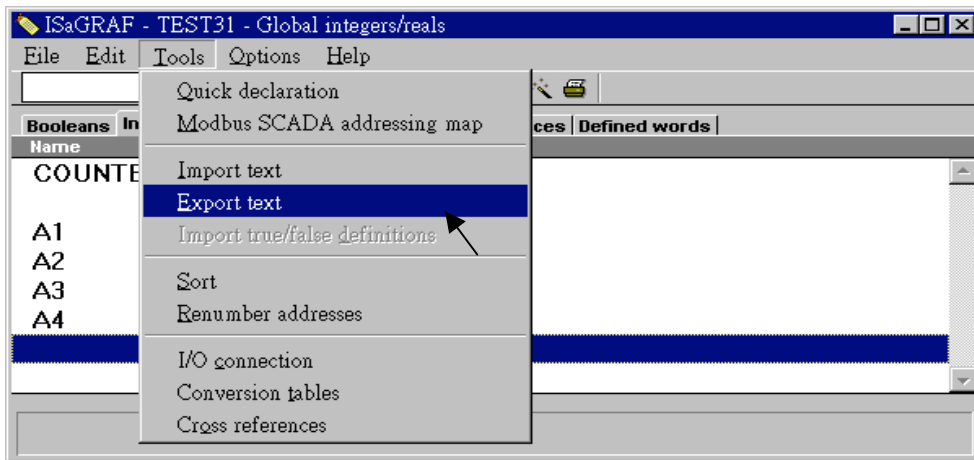 ISaGRAF - TEST31 - Global integers/reals
File Edit Tools Options Help
Quick declaration
Booleans In ces Defined words
Modbus SCADA addressing map
Name
COUNTE
Import text
Export text
A1
Import true/false definitions
A2
A3
Sort
A4
Renumber addresses
I/O connection
Conversion tables
Cross references